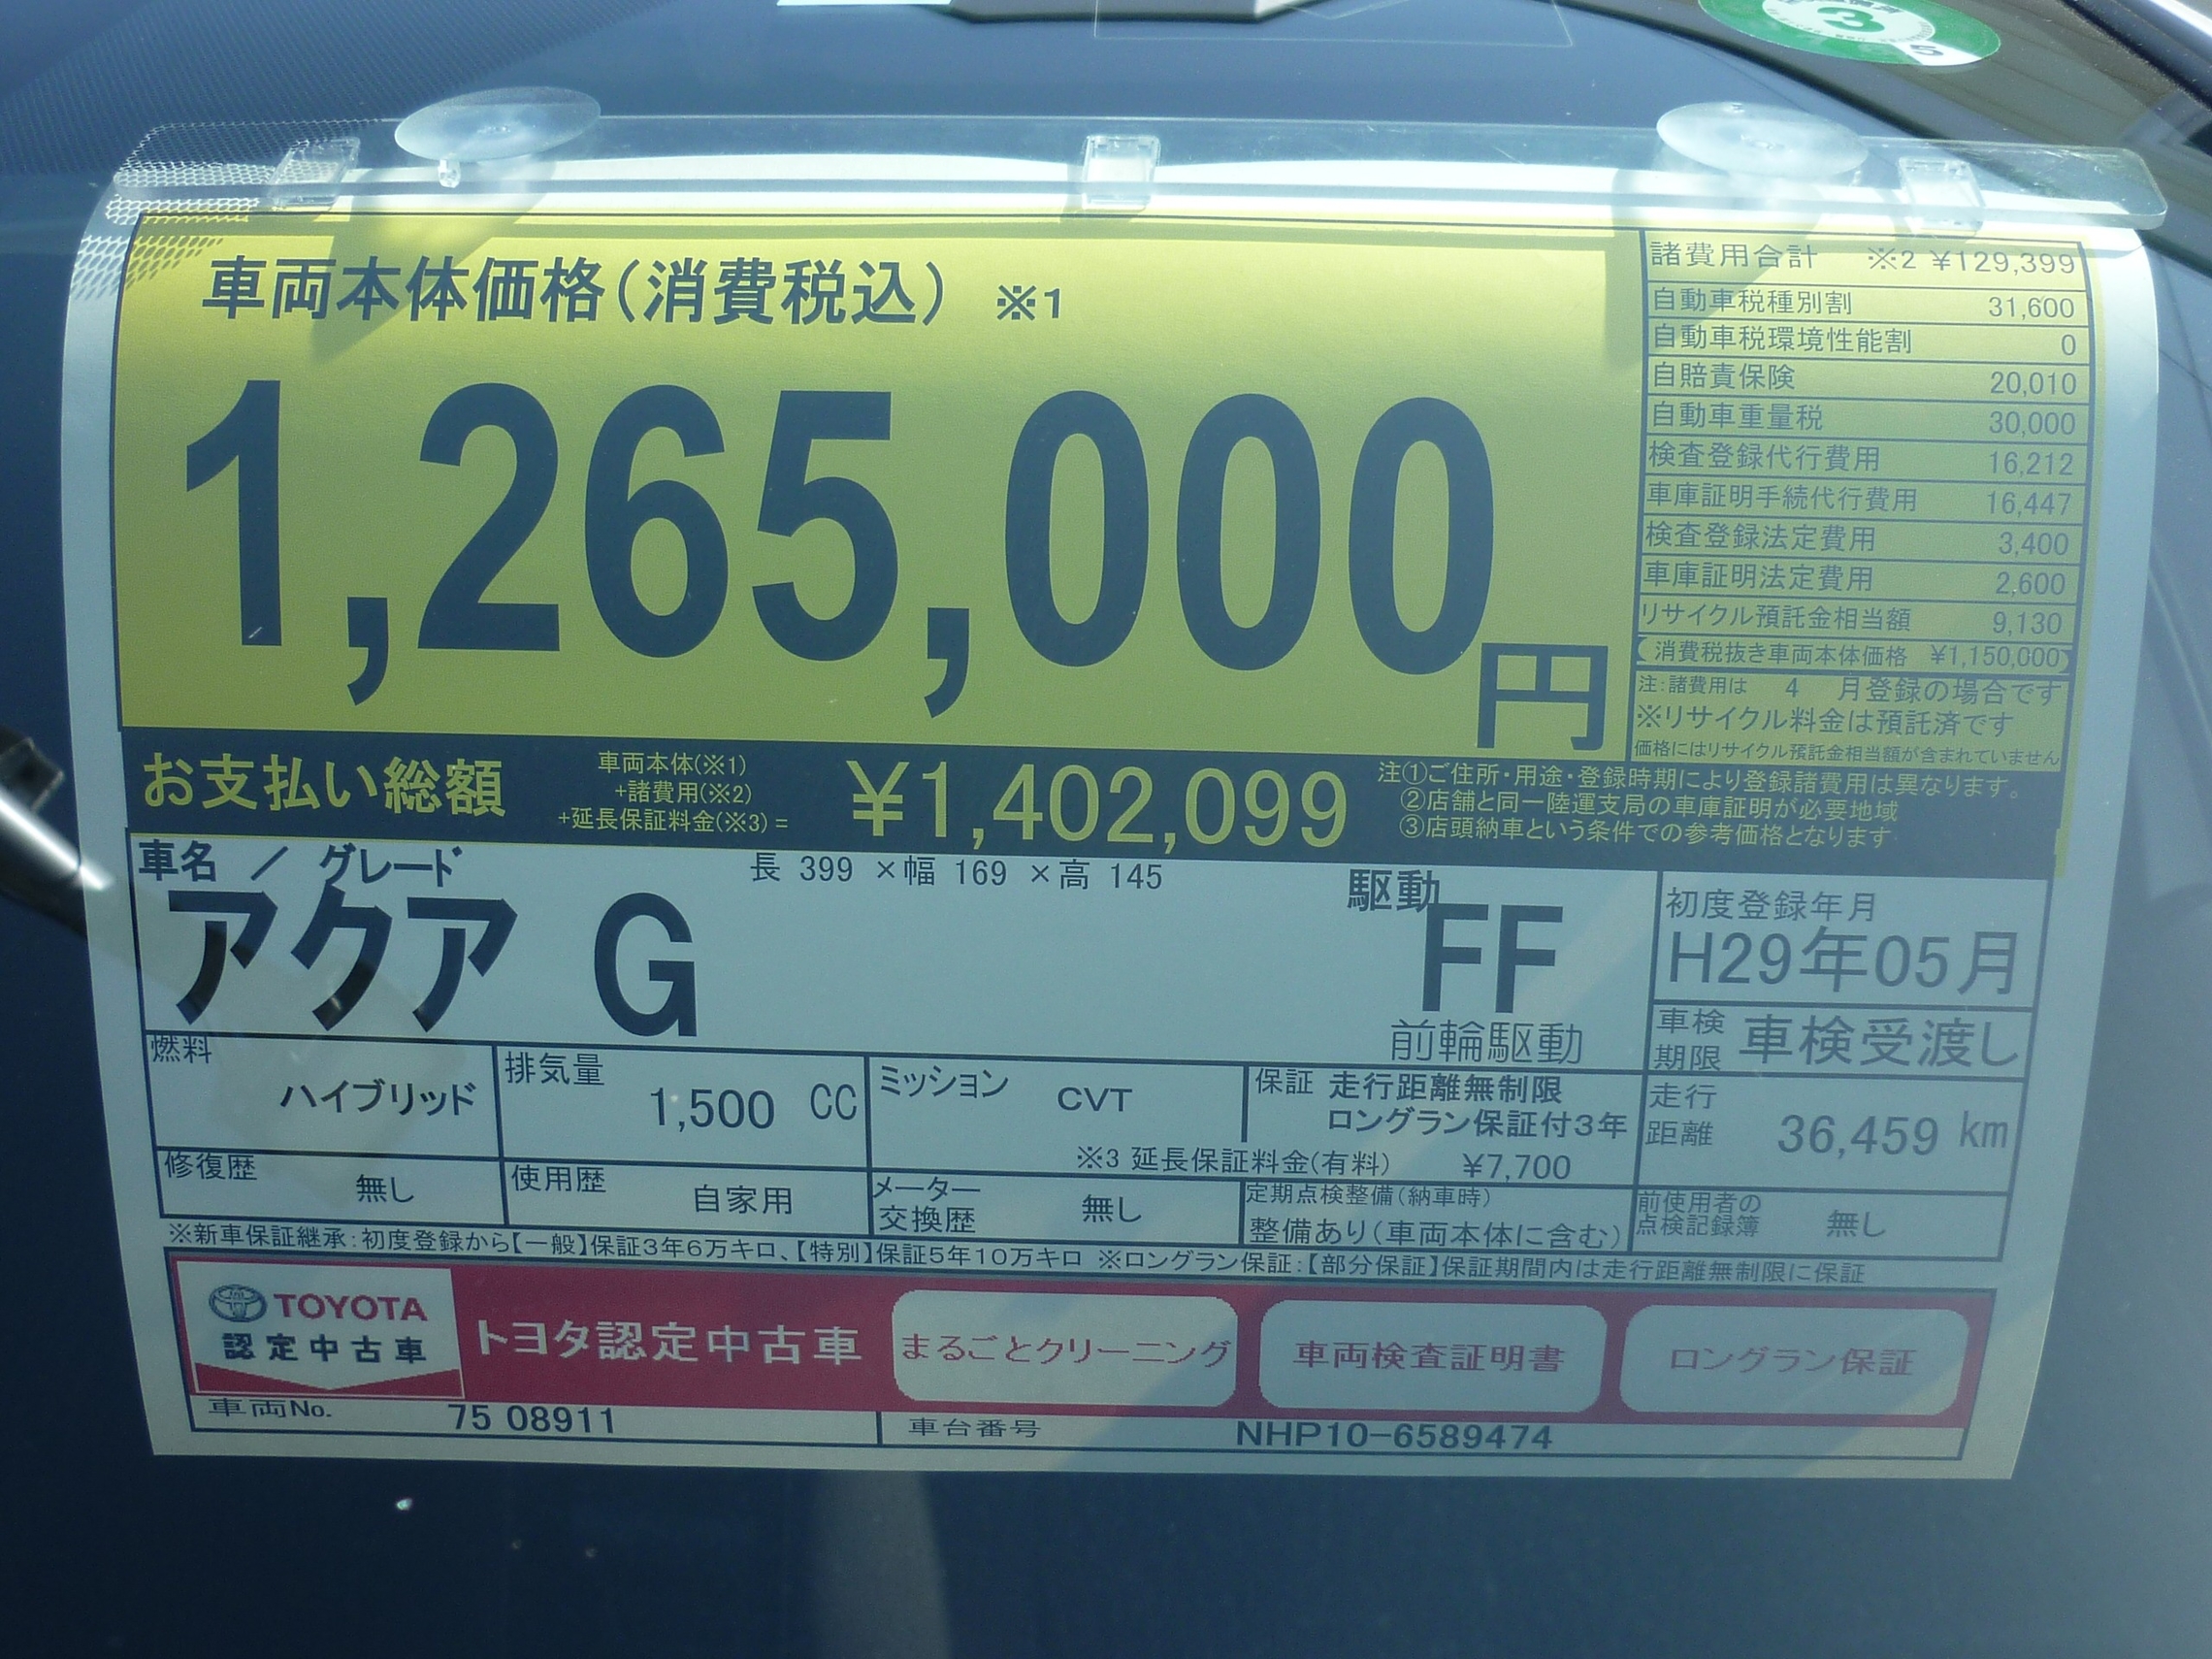 3
5
車両本体価格(消費税込) ※1
1,265,000円
諸費用合計 ※2 ¥129,399
自動車税種別割 31,600
自動車税環境性能割 0
自賠責保険 20,010
自動車重量税 30,000
検査登録代行費用 16,212
車庫証明手続代行費用 16,447
検査登録法定費用 3,400
車庫証明法定費用 2,600
リサイクル預託金相当額 9,130
(消費税抜き車両本体価格 ¥1,150,000)
注:諸費用は 4 月登録の場合です
※リサイクル料金は預託済です
価格にはリサイクル預託金相当額が含まれていません
お支払い総額
車両本体(※1)
+諸費用(※2)
+延長保証料金(※3)=
¥1,402,099
注①ご住所・用途・登録時期により登録諸費用は異なります。
②店舗と同一陸運支局の車庫証明が必要地域
③店頭納車という条件での参考価格となります
車名 / グレード
長 399 ×幅 169 ×高 145
アクア G
駆動
FF
前輪駆動
初度登録年月
H29年05月
車検期限 車検受渡し
燃料
ハイブリッド
排気量
1,500 CC
ミッション
CVT
保証 走行距離無制限
ロングラン保証付3年
※3 延長保証料金(有料) ¥7,700
走行距離 36,459 km
修復歴
無し
使用歴
自家用
メーター交換歴
無し
定期点検整備(納車時)
整備あり(車両本体に含む)
前使用者の点検記録簿
無し
※新車保証継承:初度登録から【一般】保証3年6万キロ、【特別】保証5年10万キロ ※ロングラン保証:【部分保証】保証期間内は走行距離無制限に保証
TOYOTA
認定中古車
トヨタ認定中古車
まるごとクリーニング
車両検査証明書
ロングラン保証
車両No. 75 08911
車台番号 NHP10-6589474